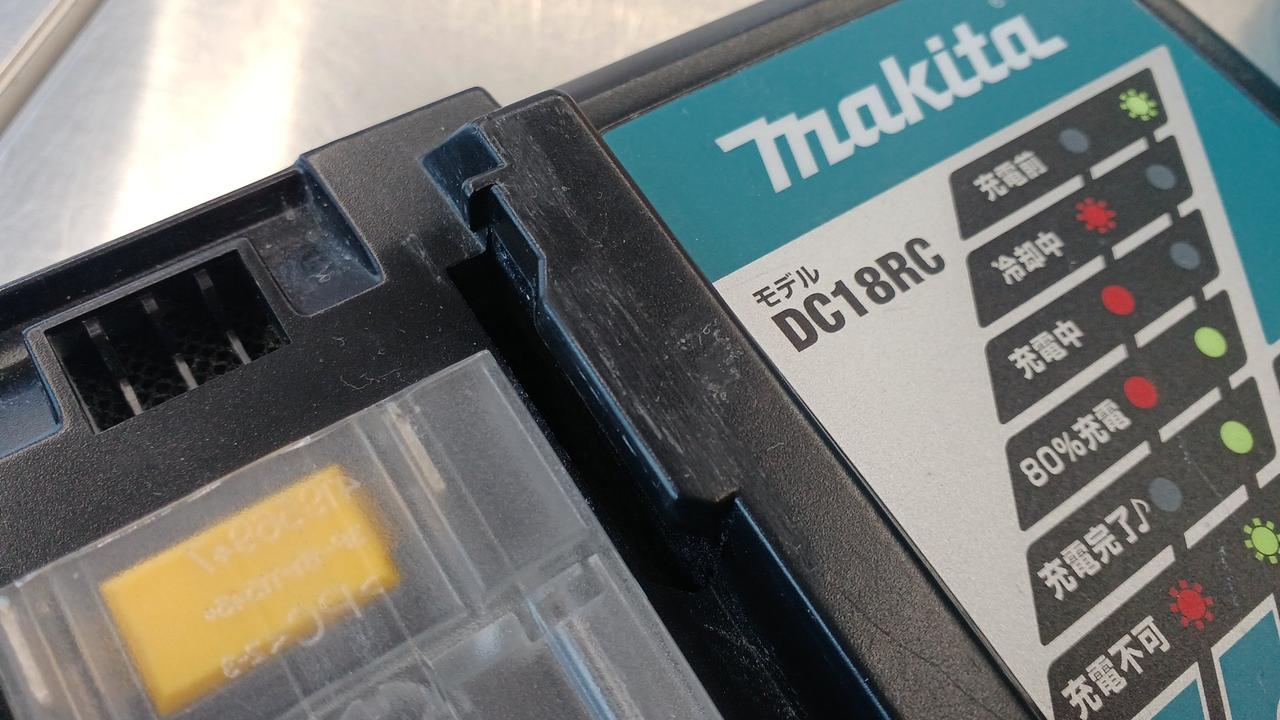 makita
モデル
DC18RC
充電前
冷却中
充電中
80%充電
充電完了♪
充電不可